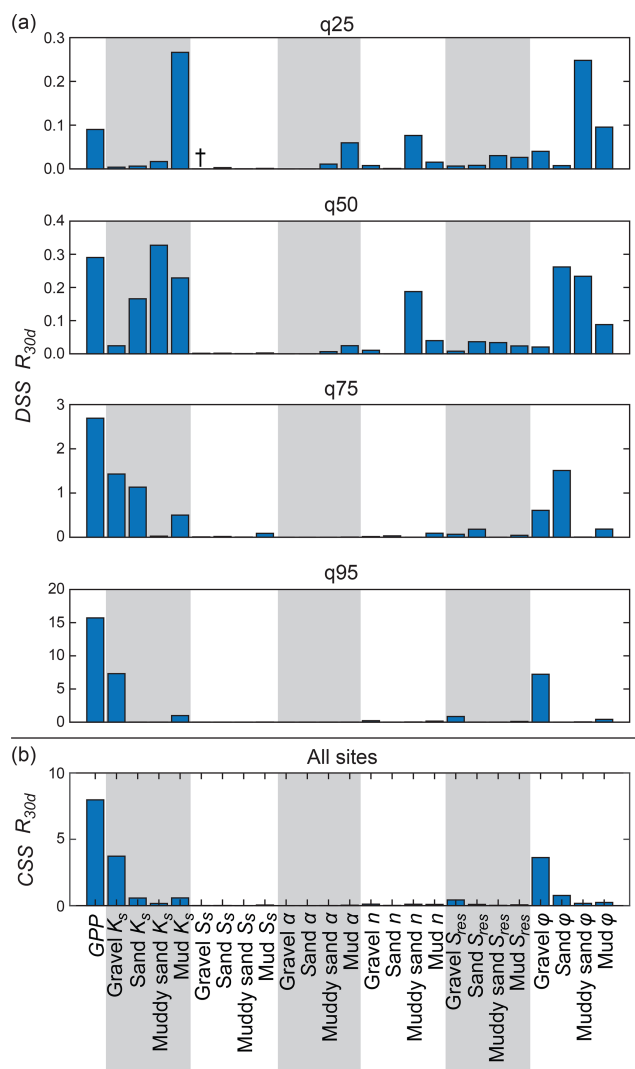 (a)
q25
0.3
0.2
0.1
0.0
†
q50
0.4
0.3
0.2
0.1
0.0
DSS R30d
q75
3
2
1
0
q95
20
15
10
5
0
(b)
All sites
10
5
0
CSS R30d
GPP
Gravel Ks
Sand Ks
Muddy sand Ks
Mud Ks
Gravel Ss
Sand Ss
Muddy sand Ss
Mud Ss
Gravel α
Sand α
Muddy sand α
Mud α
Gravel n
Sand n
Muddy sand n
Mud n
Gravel Sres
Sand Sres
Muddy sand Sres
Mud Sres
Gravel φ
Sand φ
Muddy sand φ
Mud φ